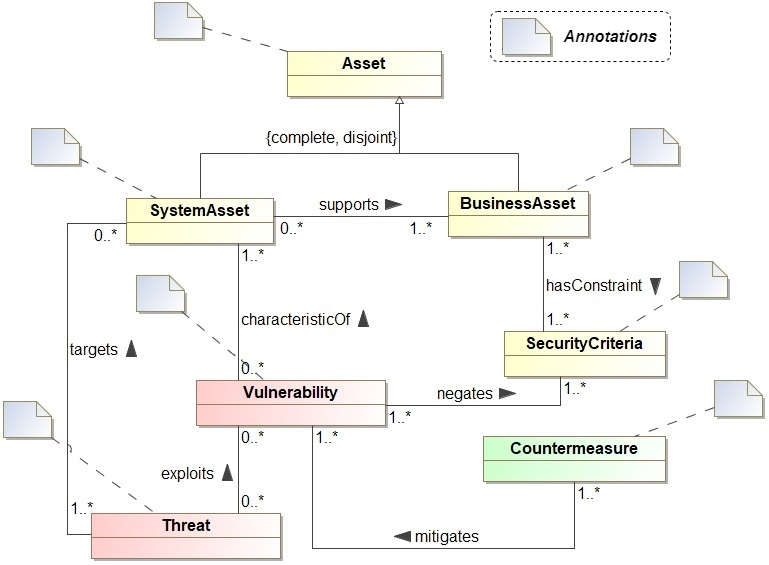 Annotations
Asset
{complete, disjoint}
SystemAsset
supports
BusinessAsset
0..*
0..*
1..*
1..*
1..*
hasConstraint
characteristicOf
targets
1..*
SecurityCriteria
0..*
Vulnerability
negates
1..*
1..*
0..*
1..*
Countermeasure
exploits
1..*
0..*
1..*
Threat
mitigates